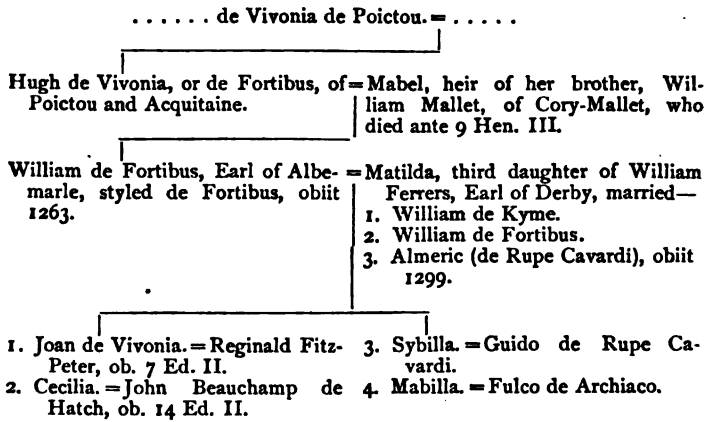 . . . . . . de Vivonia de Poictou.=. . . . .
Hugh de Vivonia, or de Fortibus, of=Mabel, heir of her brother, Wil-
Poictou and Acquitaine. liam Mallet, of Cory-Mallet, who
died ante 9 Hen. III.
William de Fortibus, Earl of Albe-=Matilda, third daughter of William
marle, styled de Fortibus, obiit Ferrers, Earl of Derby, married—
1263. 1. William de Kyme.
2. William de Fortibus.
3. Almeric (de Rupe Cavardi), obiit
1299.
1. Joan de Vivonia.=Reginald Fitz-
Peter, ob. 7 Ed. II.
2. Cecilia.=John Beauchamp de
Hatch, ob. 14 Ed. II.
3. Sybilla.=Guido de Rupe Ca-
vardi.
4. Mabilla.=Fulco de Archiaco.